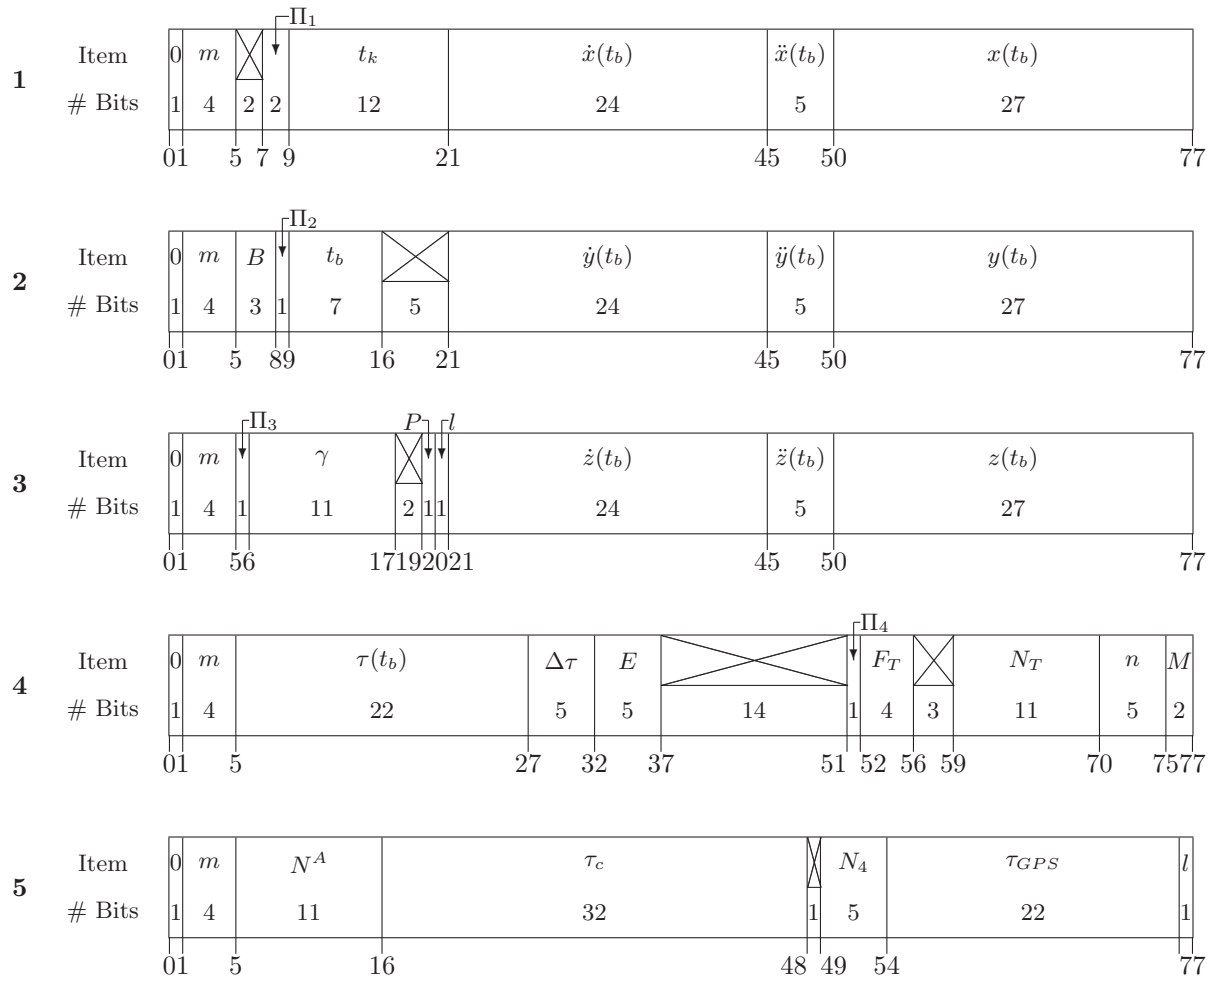 Π₁
1 Item 0 m t_k ẋ(t_b) ẍ(t_b) x(t_b)
# Bits 1 4 2 2 12 24 5 27
0 1 5 7 9 21 45 50 77
Π₂
2 Item 0 m B t_b ẏ(t_b) ÿ(t_b) y(t_b)
# Bits 1 4 3 1 7 5 24 5 27
0 1 5 8 9 16 21 45 50 77
Π₃ P l
3 Item 0 m γ ż(t_b) z̈(t_b) z(t_b)
# Bits 1 4 1 11 2 1 1 24 5 27
0 1 5 6 17 19 20 21 45 50 77
Π₄
4 Item 0 m τ(t_b) Δτ E F_T N_T n M
# Bits 1 4 22 5 5 14 1 4 3 11 5 2
0 1 5 27 32 37 51 52 56 59 70 75 77
5 Item 0 m N^A τ_c N₄ τ_GPS l
# Bits 1 4 11 32 1 5 22 1
0 1 5 16 48 49 54 77